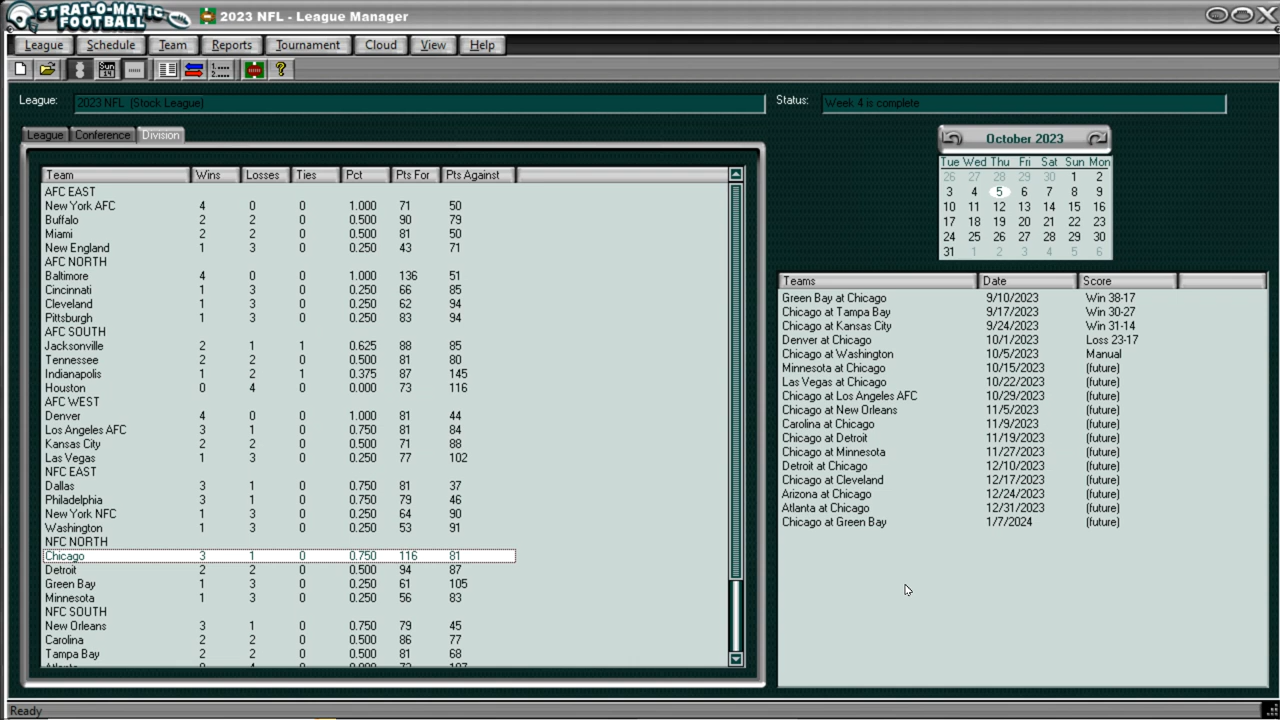 STRAT-O-MATIC
FOOTBALL
2023 NFL - League Manager
League Schedule Team Reports Tournament Cloud View Help
League: 2023 NFL (Stock League) Status: Week 4 is complete
League Conference Division
Team Wins Losses Ties Pct Pts For Pts Against
AFC EAST
New York AFC 4 0 0 1.000 71 50
Buffalo 2 2 0 0.500 90 79
Miami 2 2 0 0.500 81 50
New England 1 3 0 0.250 43 71
AFC NORTH
Baltimore 4 0 0 1.000 136 51
Cincinnati 1 3 0 0.250 66 85
Cleveland 1 3 0 0.250 62 94
Pittsburgh 1 3 0 0.250 83 94
AFC SOUTH
Jacksonville 2 1 1 0.625 88 85
Tennessee 2 2 0 0.500 81 80
Indianapolis 1 2 1 0.375 87 145
Houston 0 4 0 0.000 73 116
AFC WEST
Denver 4 0 0 1.000 81 44
Los Angeles AFC 3 1 0 0.750 81 84
Kansas City 2 2 0 0.500 71 88
Las Vegas 1 3 0 0.250 77 102
NFC EAST
Dallas 3 1 0 0.750 81 37
Philadelphia 3 1 0 0.750 79 46
New York NFC 1 3 0 0.250 64 90
Washington 1 3 0 0.250 53 91
NFC NORTH
Chicago 3 1 0 0.750 116 81
Detroit 2 2 0 0.500 94 87
Green Bay 1 3 0 0.250 61 105
Minnesota 1 3 0 0.250 56 83
NFC SOUTH
New Orleans 3 1 0 0.750 79 45
Carolina 2 2 0 0.500 86 77
Tampa Bay 2 2 0 0.500 81 68
October 2023
Tue Wed Thu Fri Sat Sun Mon
26 27 28 29 30 1 2
3 4 5 6 7 8 9
10 11 12 13 14 15 16
17 18 19 20 21 22 23
24 25 26 27 28 29 30
31 1 2 3 4 5 6
Teams Date Score
Green Bay at Chicago 9/10/2023 Win 38-17
Chicago at Tampa Bay 9/17/2023 Win 30-27
Chicago at Kansas City 9/24/2023 Win 31-14
Denver at Chicago 10/1/2023 Loss 23-17
Chicago at Washington 10/5/2023 Manual
Minnesota at Chicago 10/15/2023 (future)
Las Vegas at Chicago 10/22/2023 (future)
Chicago at Los Angeles AFC 10/29/2023 (future)
Chicago at New Orleans 11/5/2023 (future)
Carolina at Chicago 11/9/2023 (future)
Chicago at Detroit 11/19/2023 (future)
Chicago at Minnesota 11/27/2023 (future)
Detroit at Chicago 12/10/2023 (future)
Chicago at Cleveland 12/17/2023 (future)
Arizona at Chicago 12/24/2023 (future)
Atlanta at Chicago 12/31/2023 (future)
Chicago at Green Bay 1/7/2024 (future)
Ready